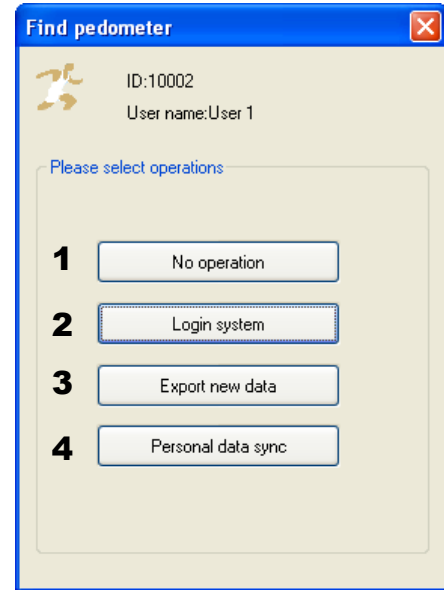 Find pedometer
ID:10002
User name:User 1
Please select operations
1 No operation
2 Login system
3 Export new data
4 Personal data sync